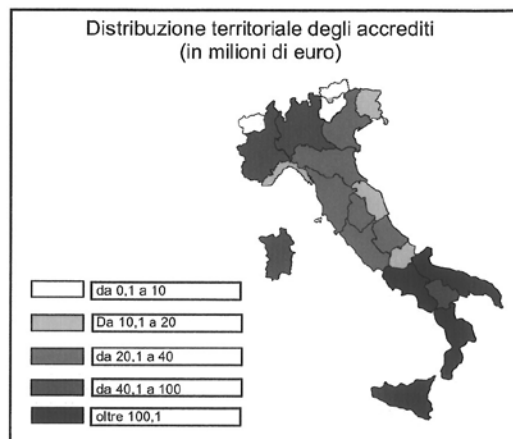 Distribuzione territoriale degli accrediti
(in milioni di euro)
da 0,1 a 10
Da 10,1 a 20
da 20,1 a 40
da 40,1 a 100
oltre 100,1